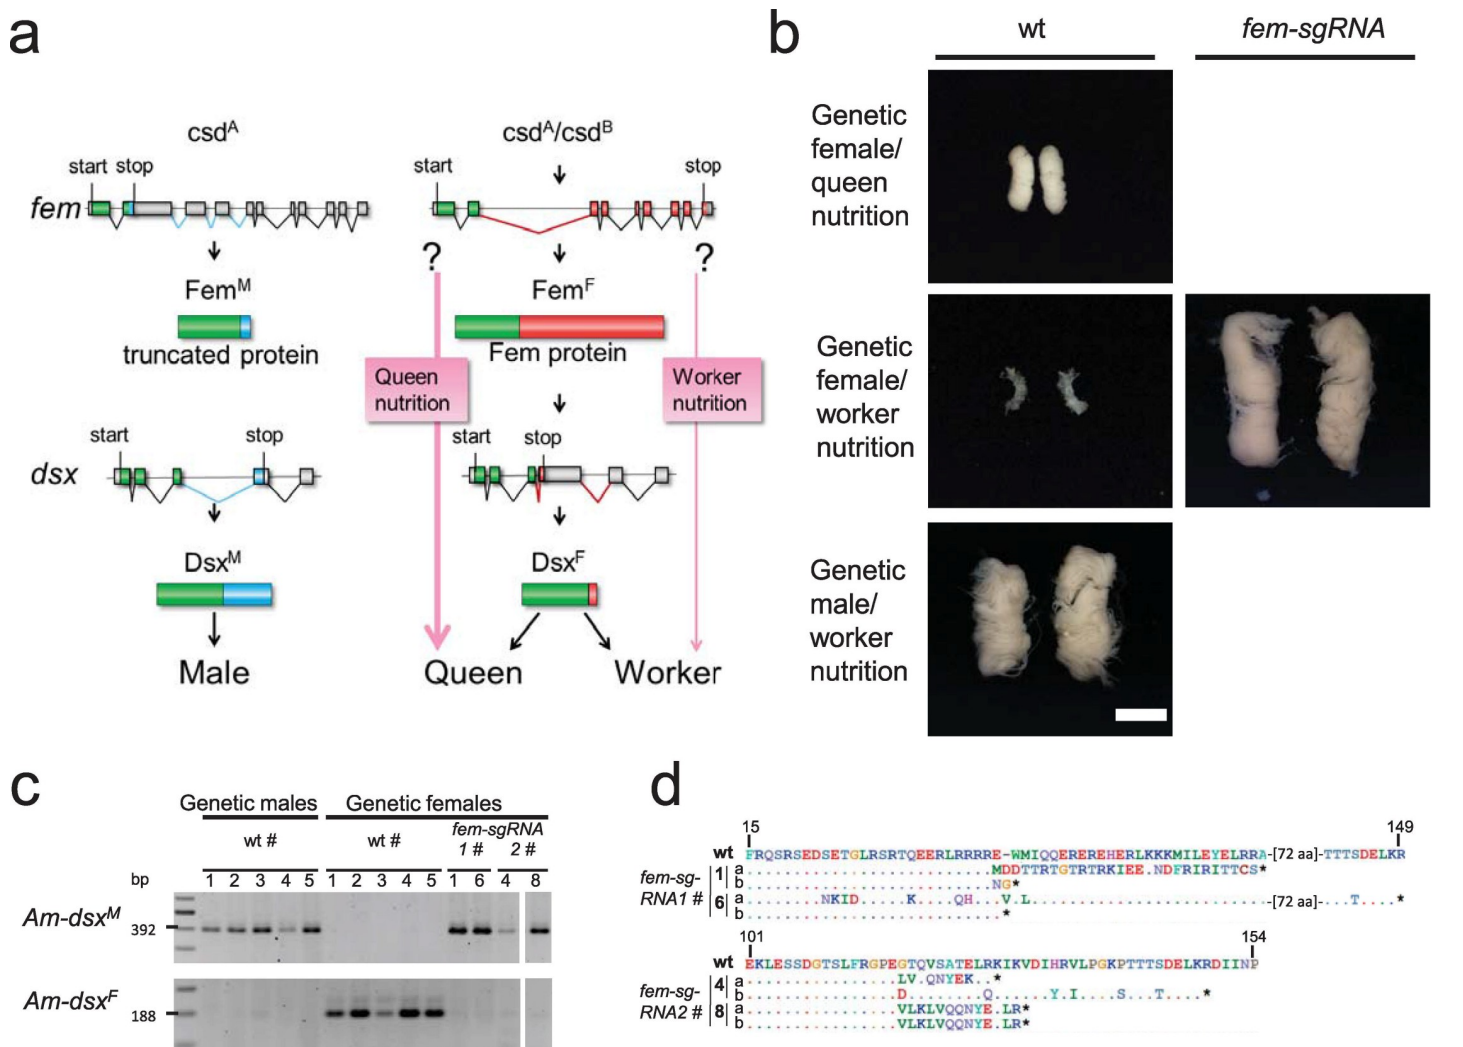 a
csdA
csdA/csdB
start stop
start
stop
fem
?
?
FemM
FemF
truncated protein
Fem protein
Queen
nutrition
Worker
nutrition
start
stop
start
stop
dsx
DsxM
DsxF
Male
Queen
Worker
b
wt
fem-sgRNA
Genetic
female/
queen
nutrition
Genetic
female/
worker
nutrition
Genetic
male/
worker
nutrition
c
Genetic males
Genetic females
wt #
wt #
fem-sgRNA
1 #
2 #
bp
1 2 3 4 5
1 2 3 4 5
1 6
4 8
Am-dsxM
392
Am-dsxF
188
d
15
149
wt FRQSRSEDSETGLRSRTQEERLRRRRE-WMIQQEREREHERLKKKMILEYELRRA-[72 aa]-TTTSDELKR
fem-sg-
RNA1 #
1
a
MDDTTRTGTRTRKIEE.NDFRIRITTCS*
b
NG*
6
a
NKID....K....QH...V.L
-[72 aa]-...T....*
b
*
101
154
wt EKLESSDGTSLFRGPEGTQVSATELRKIKVDIHRVLPGKPTTTSDELKRDIINP
fem-sg-
RNA2 #
4
a
LV.QNYEK..*
b
D........Q......Y.I....S...T....*
8
a
VLKLVQQNYE.LR*
b
VLKLVQQNYE.LR*